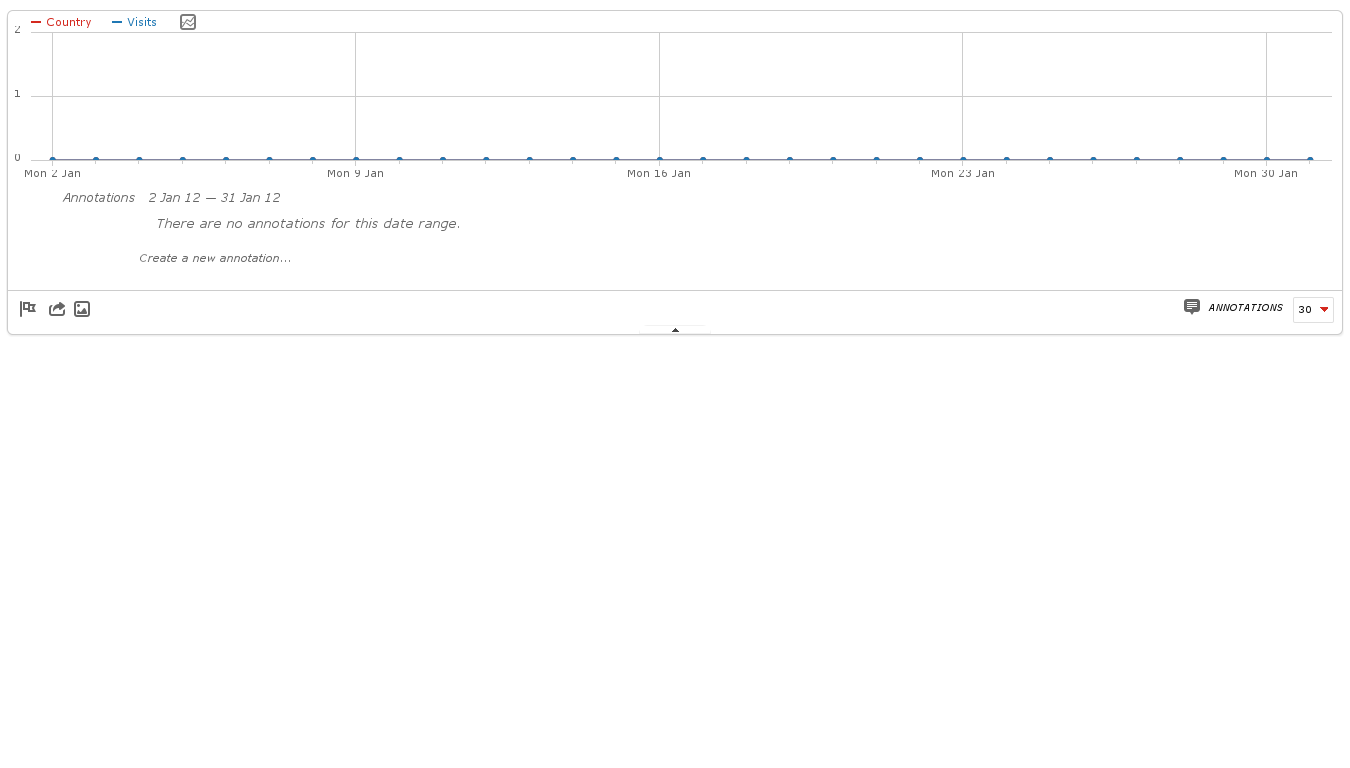 Country Visits
2
1
0
Mon 2 Jan Mon 9 Jan Mon 16 Jan Mon 23 Jan Mon 30 Jan
Annotations 2 Jan 12 — 31 Jan 12
There are no annotations for this date range.
Create a new annotation...
ANNOTATIONS 30